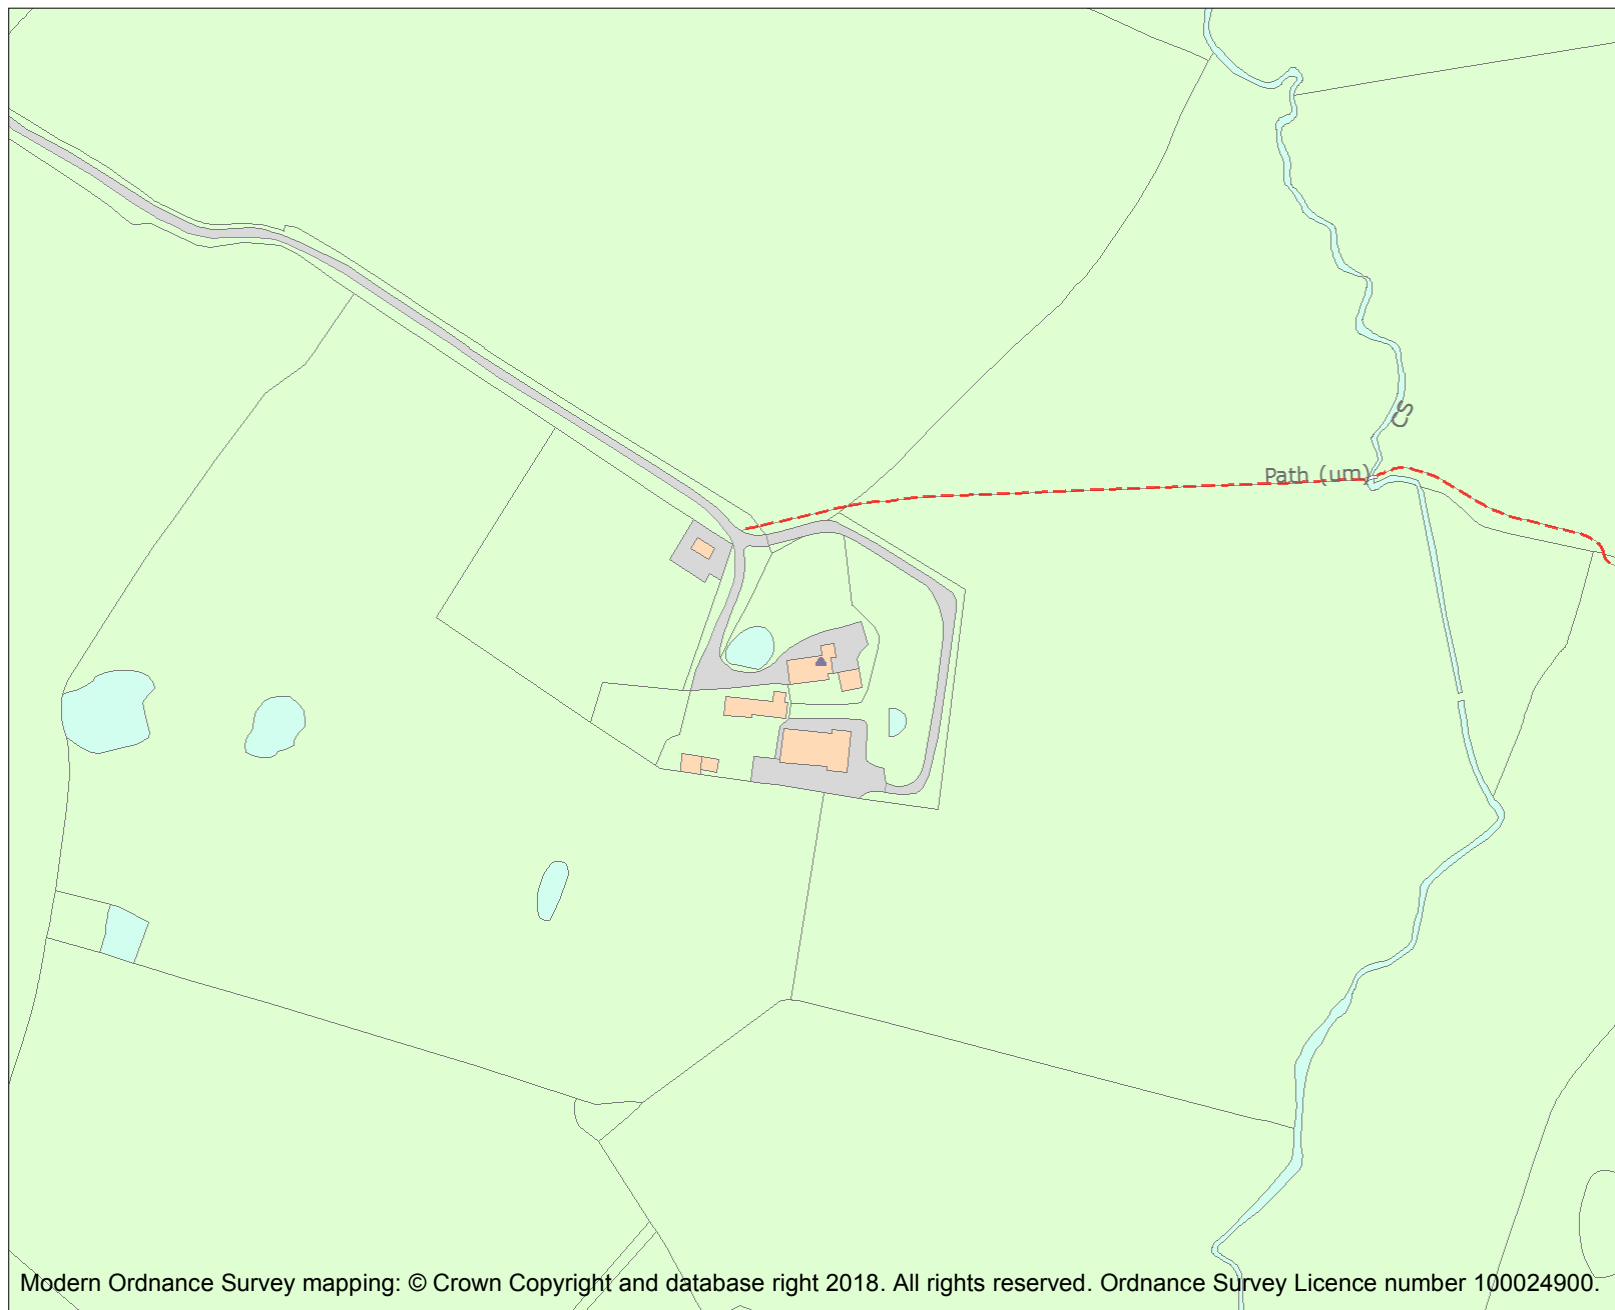 CS
Path (um)
Modern Ordnance Survey mapping: © Crown Copyright and database right 2018. All rights reserved. Ordnance Survey Licence number 100024900.